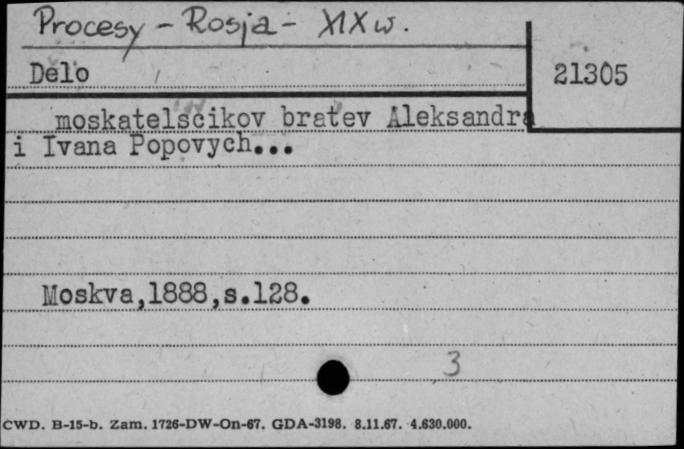 Procesy - Rosja - XIX w.
Delo
21305
moskatelscikov bratev Aleksandra
i Ivana Popovych...
Moskva,1888,s.128.
3
CWD. B-15-b. Zam. 1726-DW-On-67. GDA-3198. 8.11.67. 4.630.000.